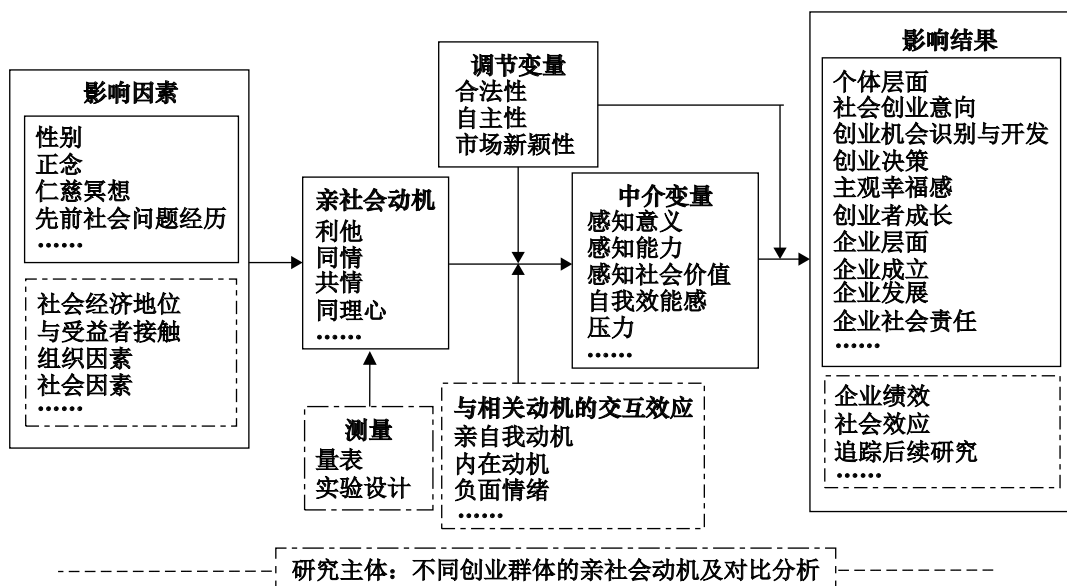 影响因素
性别
正念
仁慈冥想
先前社会问题经历
······
社会经济地位
与受益者接触
组织因素
社会因素
······
亲社会动机
利他
同情
共情
同理心
······
测量
量表
实验设计
调节变量
合法性
自主性
市场新颖性
与相关动机的交互效应
亲自我动机
内在动机
负面情绪
······
中介变量
感知意义
感知能力
感知社会价值
自我效能感
压力
······
影响结果
个体层面
社会创业意向
创业机会识别与开发
创业决策
主观幸福感
创业者成长
企业层面
企业成立
企业发展
企业社会责任
······
企业绩效
社会效应
追踪后续研究
······
研究主体：不同创业群体的亲社会动机及对比分析